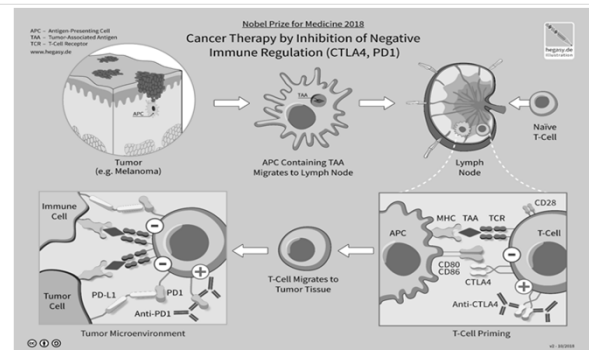 Nobel Prize for Medicine 2018
Cancer Therapy by Inhibition of Negative
Immune Regulation (CTLA4, PD1)
APC - Antigen-Presenting Cell
TAA - Tumor-Associated Antigen
TCR - T-Cell Receptor
www.hegasy.de
hegasy
APC
Tumor
(e.g. Melanoma)
TAA
APC Containing TAA
Migrates to Lymph Node
Lymph
Node
Naïve
T-Cell
Immune
Cell
Tumor
Cell
PD-L1
PD1
Anti-PD1
Tumor Microenvironment
T-Cell Migrates to
Tumor Tissue
CD28
MHC TAA TCR
APC
T-Cell
CD80
CD86
CTLA4
Anti-CTLA4
T-Cell Priming